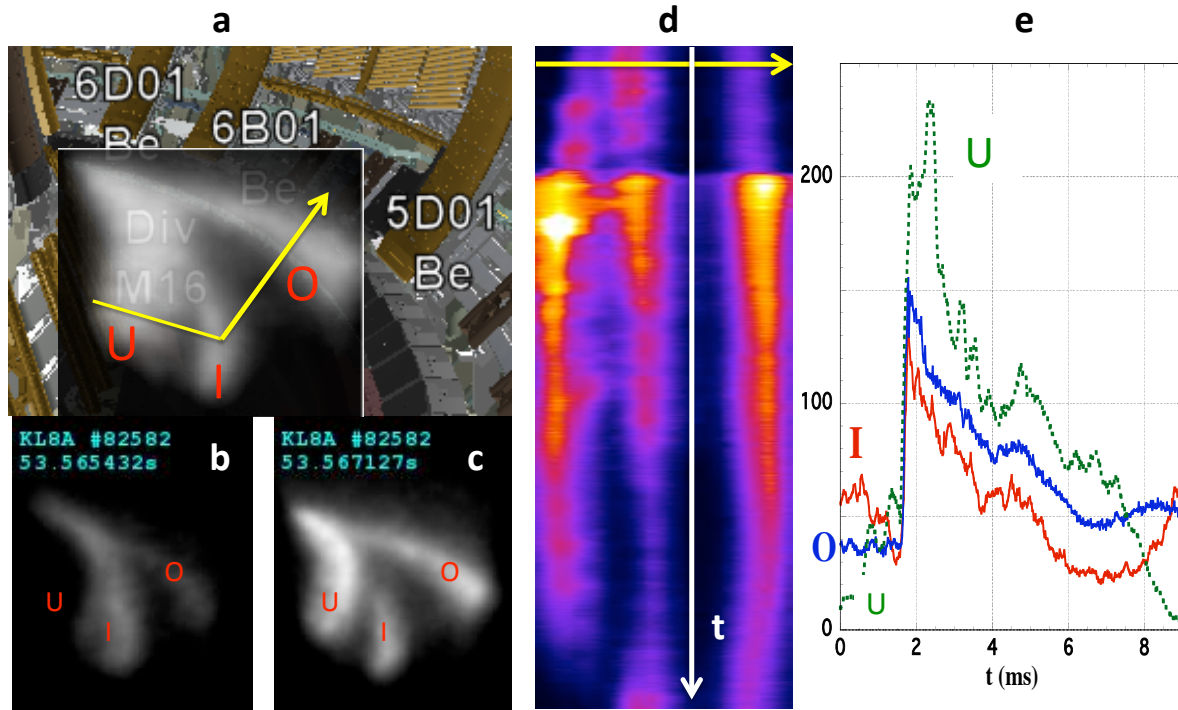 a
d
e
6D01
Be
6B01
Be
5D01
Be
Div
M16
U
I
O
KL8A #82582
53.565432s
b
U
I
O
KL8A #82582
53.567127s
c
U
I
O
t
U
200
100
I
O
U
0
0
2
4
6
8
t (ms)